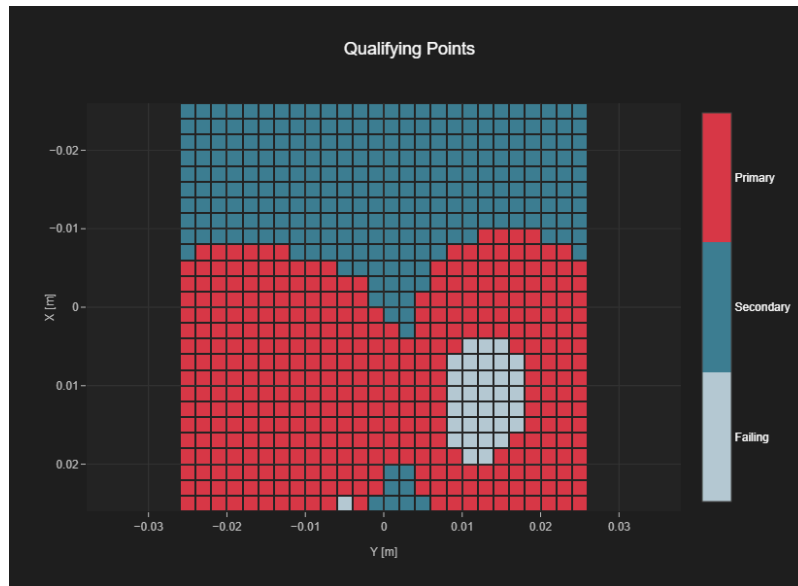 Qualifying Points
−0.02
−0.01
0
0.01
0.02
X [m]
−0.03
−0.02
−0.01
0
0.01
0.02
0.03
Y [m]
Primary
Secondary
Failing